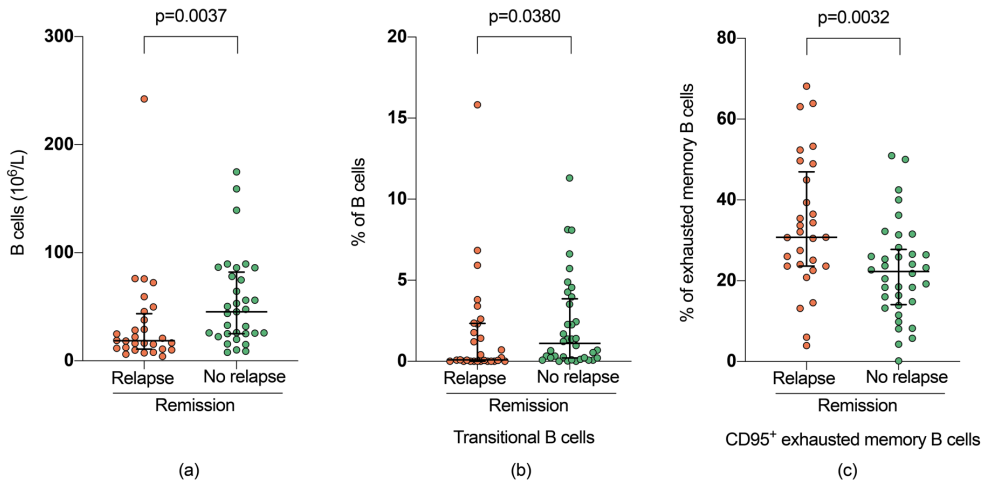 p=0.0037
300
200
100
0
B cells (10⁶/L)
Relapse No relapse
Remission
(a)
p=0.0380
20
15
10
5
0
% of B cells
Relapse No relapse
Remission
Transitional B cells
(b)
p=0.0032
80
60
40
20
0
% of exhausted memory B cells
Relapse No relapse
Remission
CD95⁺ exhausted memory B cells
(c)